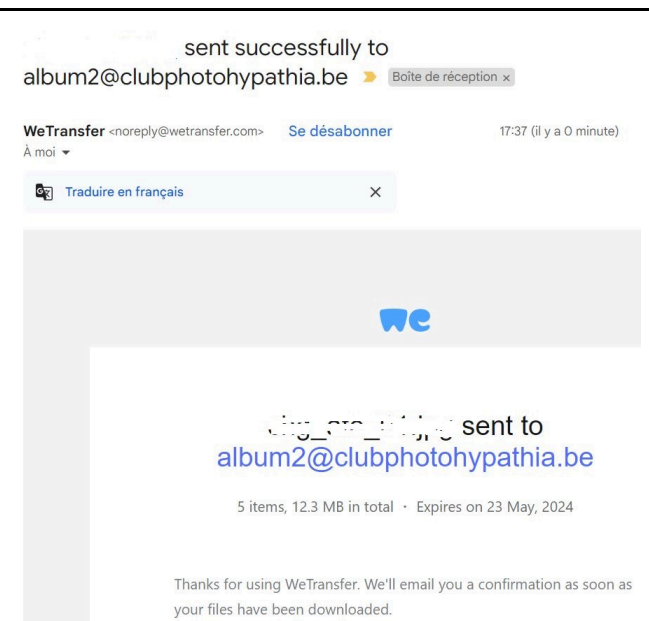 sent successfully to
album2@clubphotohypathia.be Boîte de réception x
WeTransfer <noreply@wetransfer.com> Se désabonner 17:37 (il y a 0 minute)
À moi
Traduire en français
we
sent to
album2@clubphotohypathia.be
5 items, 12.3 MB in total · Expires on 23 May, 2024
Thanks for using WeTransfer. We'll email you a confirmation as soon as
your files have been downloaded.